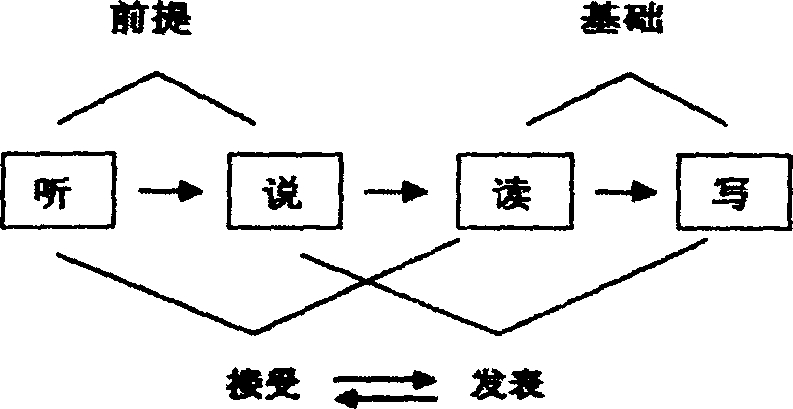 前提 基础
听 说 读 写
接受 发表